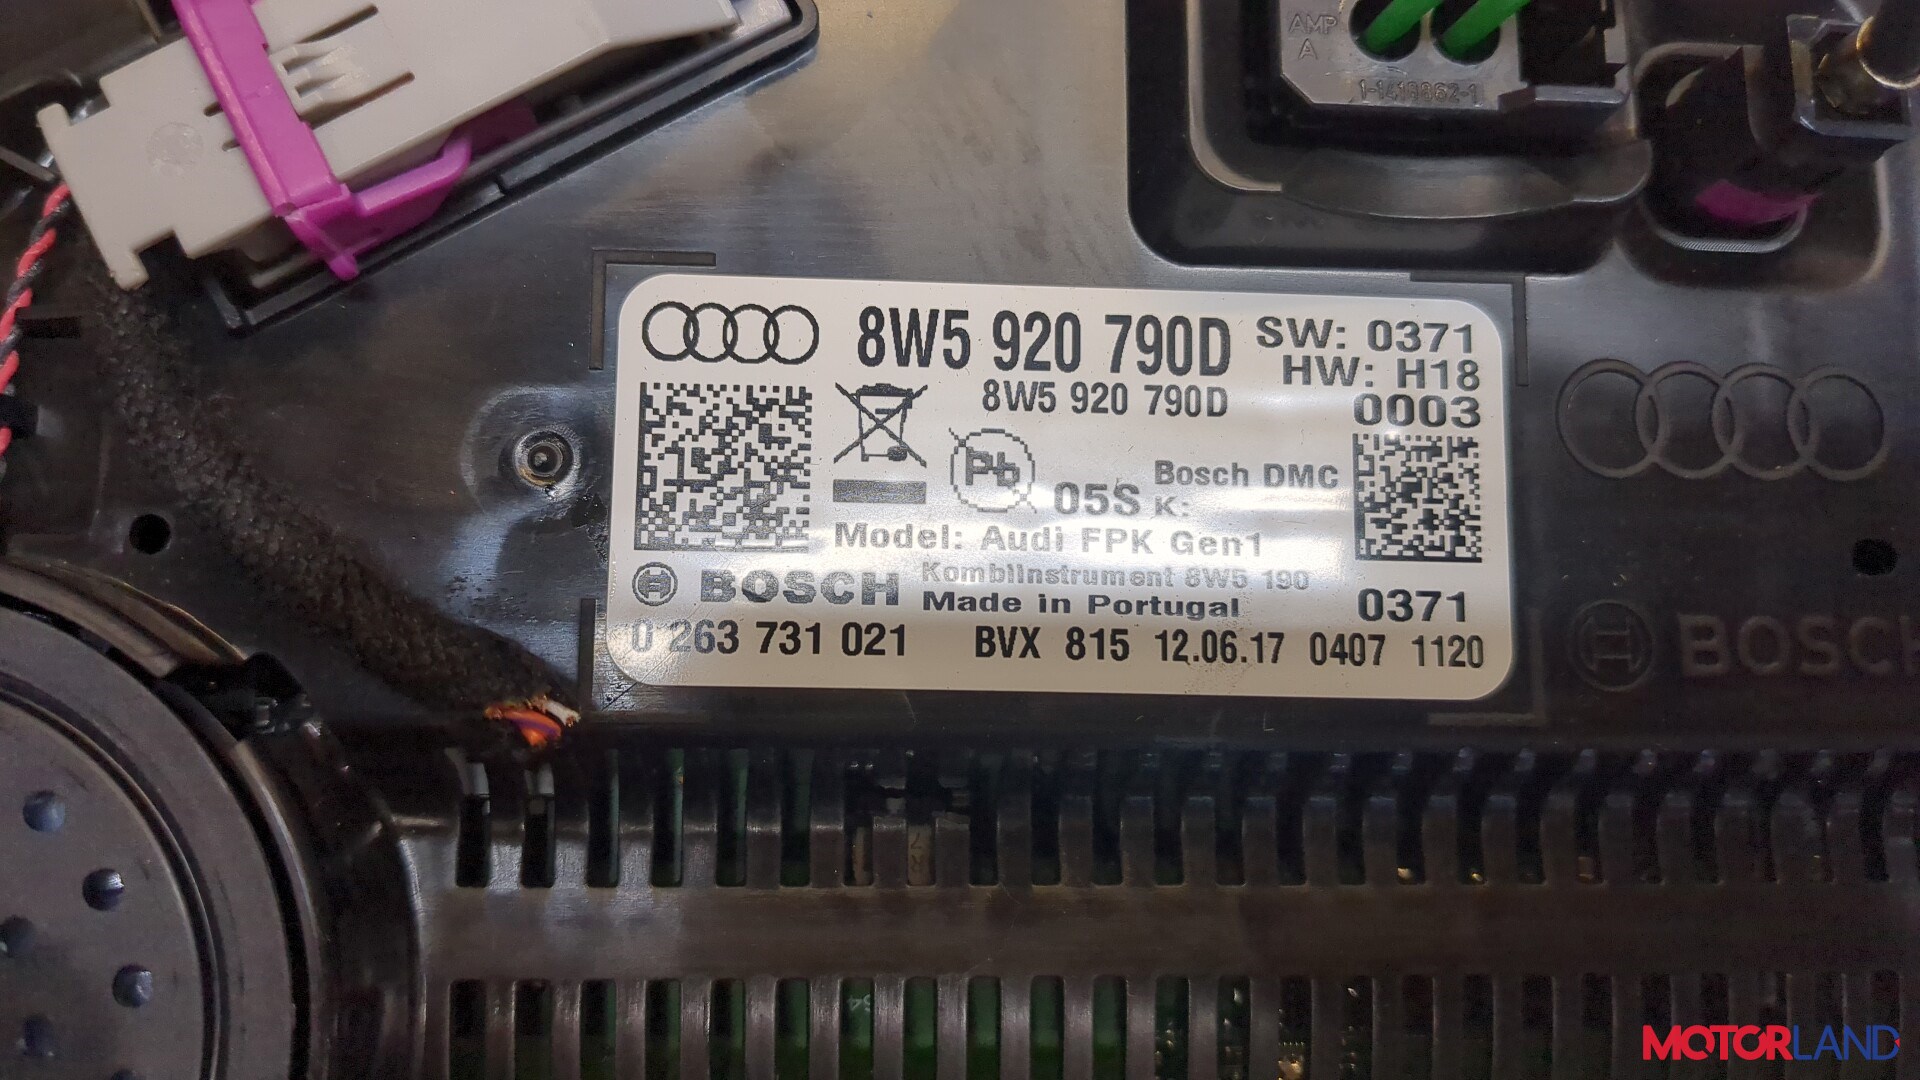 AMP
A
1-1419862-1
8W5 920 790D
SW: 0371
8W5 920 790D
HW: H18
0003
Pb
05S
Bosch DMC
K:
Model: Audi FPK Gen1
BOSCH
Kombiinstrument 8W5 190
Made in Portugal
0371
0 263 731 021
BVX 815 12.06.17 0407 1120
BOSCH
MOTORLAND